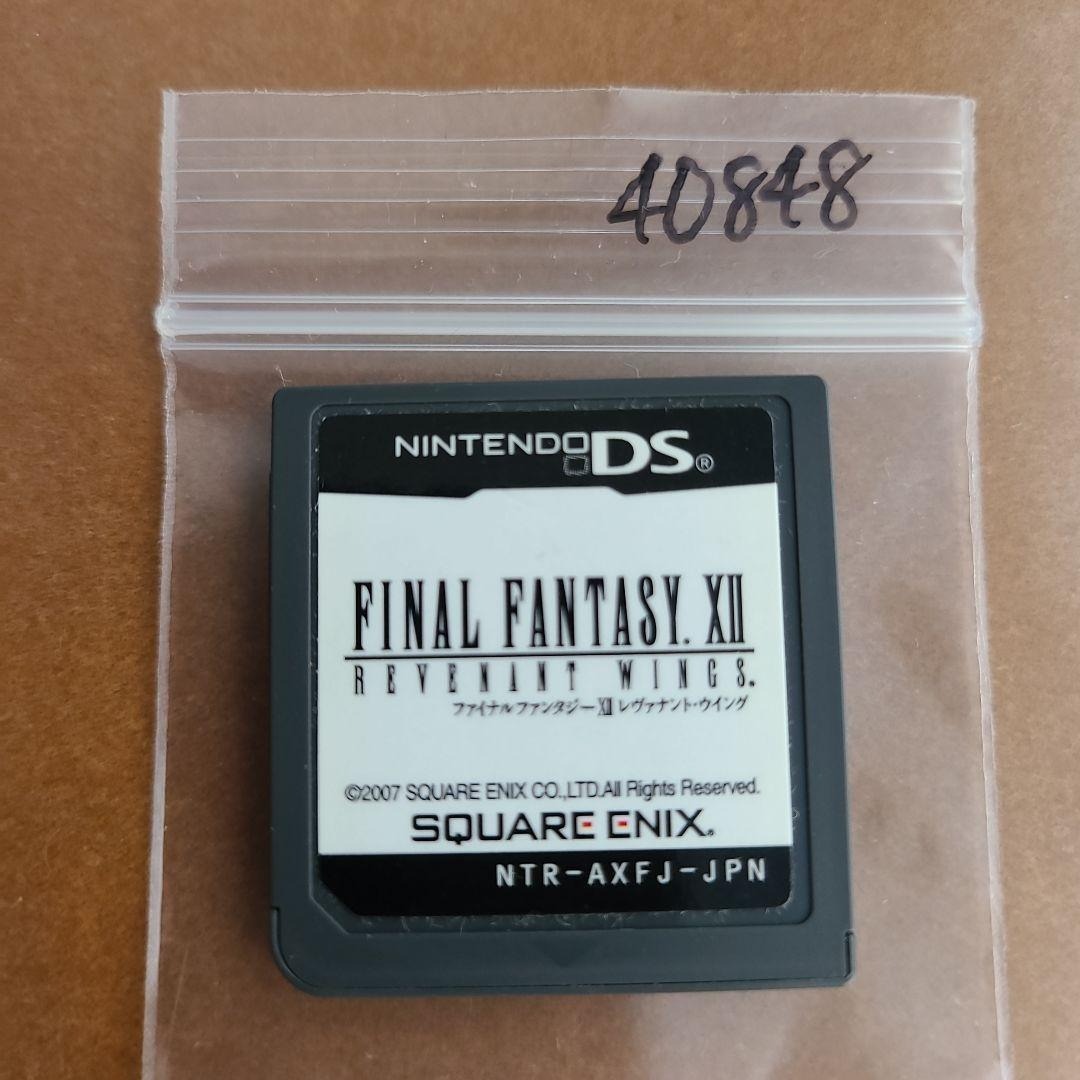 40848
NINTENDO DS®
FINAL FANTASY. XII
REVENANT WINGS.
ファイナルファンタジーXII レヴァナント・ウイング
©2007 SQUARE ENIX CO.,LTD.All Rights Reserved.
SQUARE ENIX.
NTR-AXFJ-JPN